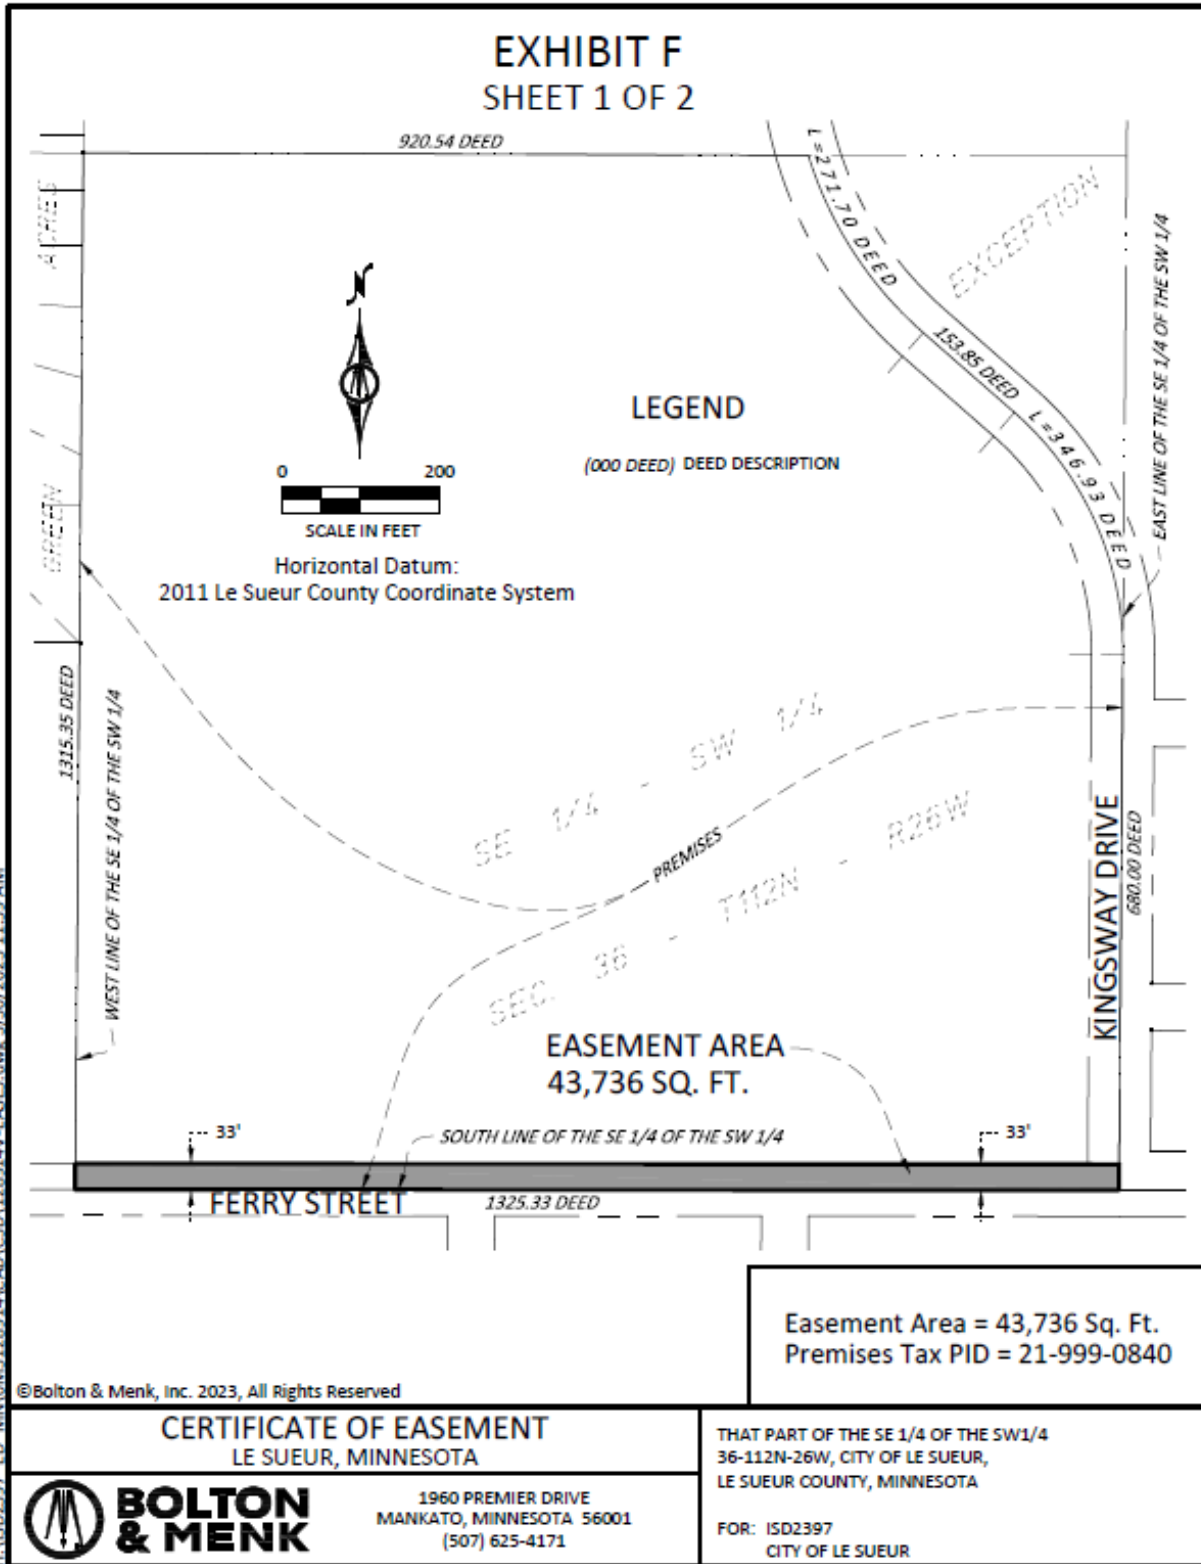 EXHIBIT F
SHEET 1 OF 2
920.54 DEED
L=271.70 DEED
EXCEPTION
153.85 DEED
L=346.93 DEED
EAST LINE OF THE SE 1/4 OF THE SW 1/4
GREEN ACRES
N
LEGEND
(000 DEED) DEED DESCRIPTION
0 200
SCALE IN FEET
Horizontal Datum:
2011 Le Sueur County Coordinate System
1315.35 DEED
WEST LINE OF THE SE 1/4 OF THE SW 1/4
SE 1/4 - SW 1/4
PREMISES
SEC. 36 - T112N - R26W
KINGSWAY DRIVE
680.00 DEED
EASEMENT AREA
43,736 SQ. FT.
33'
SOUTH LINE OF THE SE 1/4 OF THE SW 1/4
33'
FERRY STREET
1325.33 DEED
Easement Area = 43,736 Sq. Ft.
Premises Tax PID = 21-999-0840
©Bolton & Menk, Inc. 2023, All Rights Reserved
CERTIFICATE OF EASEMENT
LE SUEUR, MINNESOTA
BOLTON
& MENK
1960 PREMIER DRIVE
MANKATO, MINNESOTA 56001
(507) 625-4171
THAT PART OF THE SE 1/4 OF THE SW1/4
36-112N-26W, CITY OF LE SUEUR,
LE SUEUR COUNTY, MINNESOTA
FOR: ISD2397
CITY OF LE SUEUR